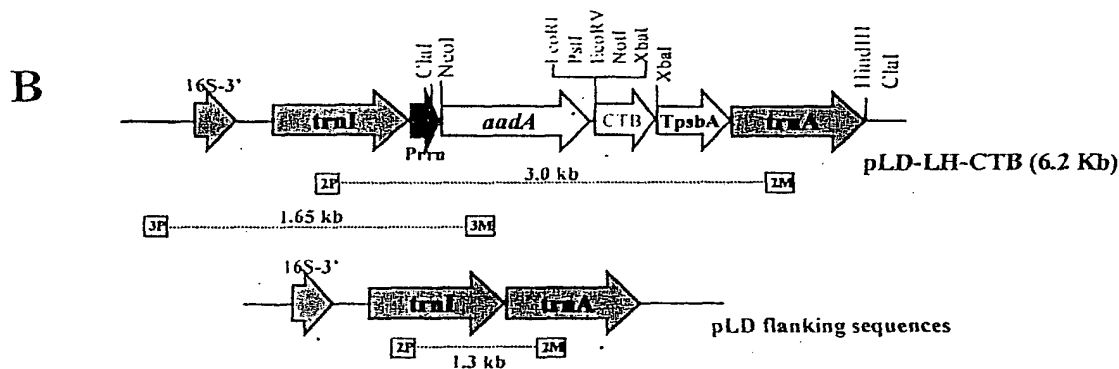 B
16S-3'
trnI
Prrn
ClaI
NcoI
aadA
EcoRI
PstI
EcoRV
NotI
XbaI
CTB
XbaI
TpsbA
trnA
HindIII
ClaI
pLD-LH-CTB (6.2 Kb)
2P 3.0 kb 2M
3P 1.65 kb 3M
16S-3'
trnI
trnA
pLD flanking sequences
2P 1.3 kb 2M